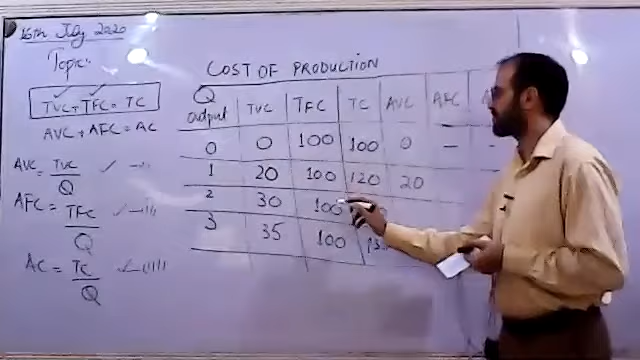 16th July 2020
Topic:
COST OF PRODUCTION
TVC + TFC = TC
AVC + AFC = AC
AVC = TVC / Q
AFC = TFC / Q
AC = TC / Q
Q output TVC TFC TC AVC AFC
0 0 100 100 0 – –
1 20 100 120 20
2 30 100
3 35 100